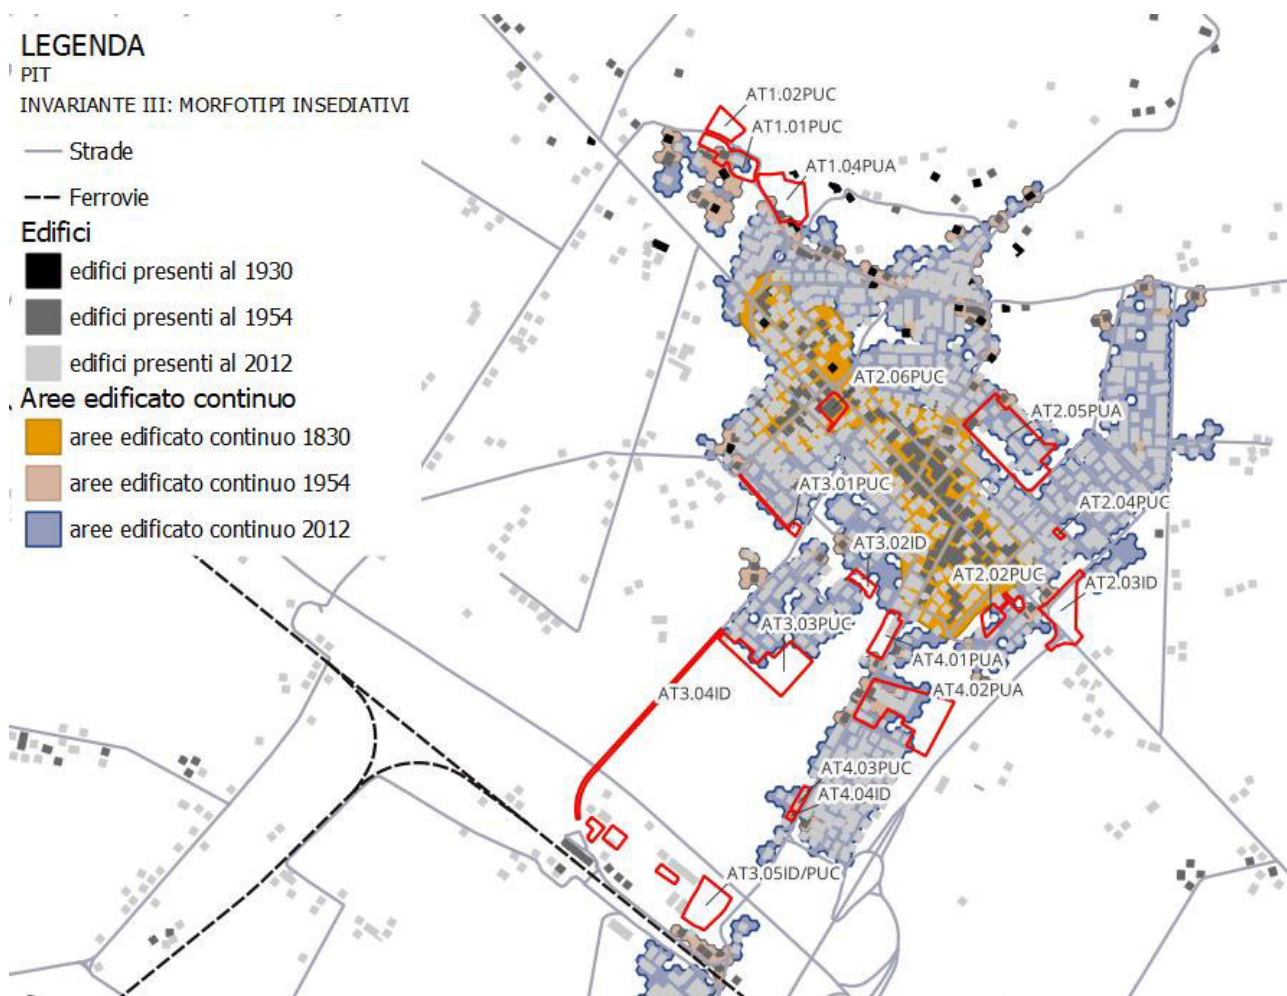 LEGENDA
PIT
INVARIANTE III: MORFOTIPI INSEDIATIVI
Strade
Ferrovie
Edifici
edifici presenti al 1930
edifici presenti al 1954
edifici presenti al 2012
Aree edificato continuo
aree edificato continuo 1830
aree edificato continuo 1954
aree edificato continuo 2012
AT1.02PUC
AT1.01PUC
AT1.04PUA
AT2.06PUC
AT2.05PUA
AT3.01PUC
AT2.04PUC
AT3.02ID
AT2.02PUC
AT2.03ID
AT3.03PUC
AT4.01PUA
AT3.04ID
AT4.02PUA
AT4.03PUC
AT4.04ID
AT3.05ID/PUC